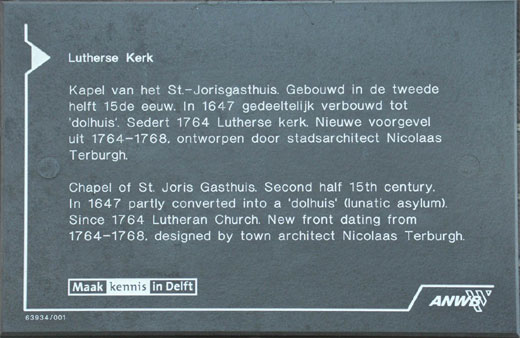 Lutherse Kerk
Kapel van het St.-Jorisgasthuis. Gebouwd in de tweede
helft 15de eeuw. In 1647 gedeeltelijk verbouwd tot
'dolhuis'. Sedert 1764 Lutherse kerk. Nieuwe voorgevel
uit 1764-1768, ontworpen door stadsarchitect Nicolaas
Terburgh.
Chapel of St. Joris Gasthuis. Second half 15th century.
In 1647 partly converted into a 'dolhuis' (lunatic asylum).
Since 1764 Lutheran Church. New front dating from
1764-1768, designed by town architect Nicolaas Terburgh.
Maak kennis in Delft
ANWB
63934/001